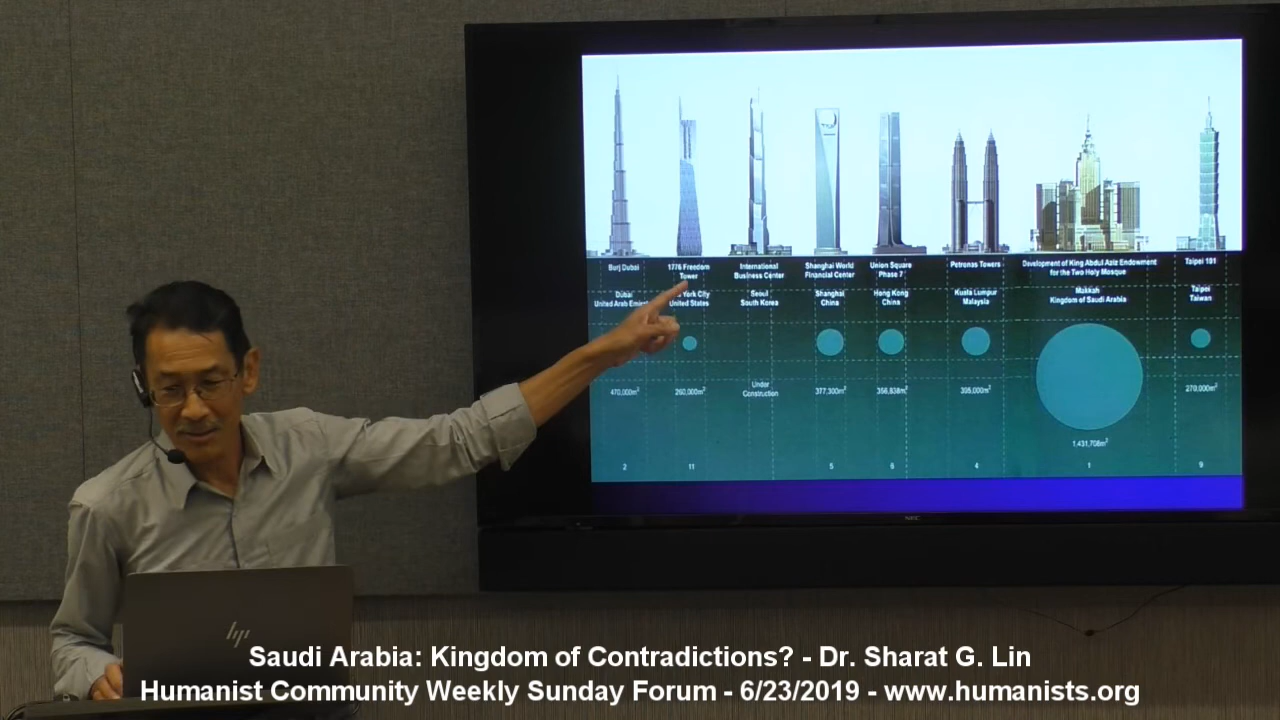 Burj Dubai
1776 Freedom
Tower
International
Business Center
Shanghai World
Financial Center
Union Square
Phase 7
Petronas Towers
Development of King Abdul Aziz Endowment
for the Two Holy Mosque
Taipei 101
Dubai
United Arab
York City
United States
Seoul
South Korea
Shanghai
China
Hong Kong
China
Kuala Lumpur
Malaysia
Makkah
Kingdom of Saudi Arabia
Taipei
Taiwan
470,000m²
260,000m²
Under
Construction
377,300m²
356,838m²
395,000m²
1,431,708m²
270,000m²
2
11
5
6
4
1
9
NEC
hp
Saudi Arabia: Kingdom of Contradictions? - Dr. Sharat G. Lin
Humanist Community Weekly Sunday Forum - 6/23/2019 - www.humanists.org